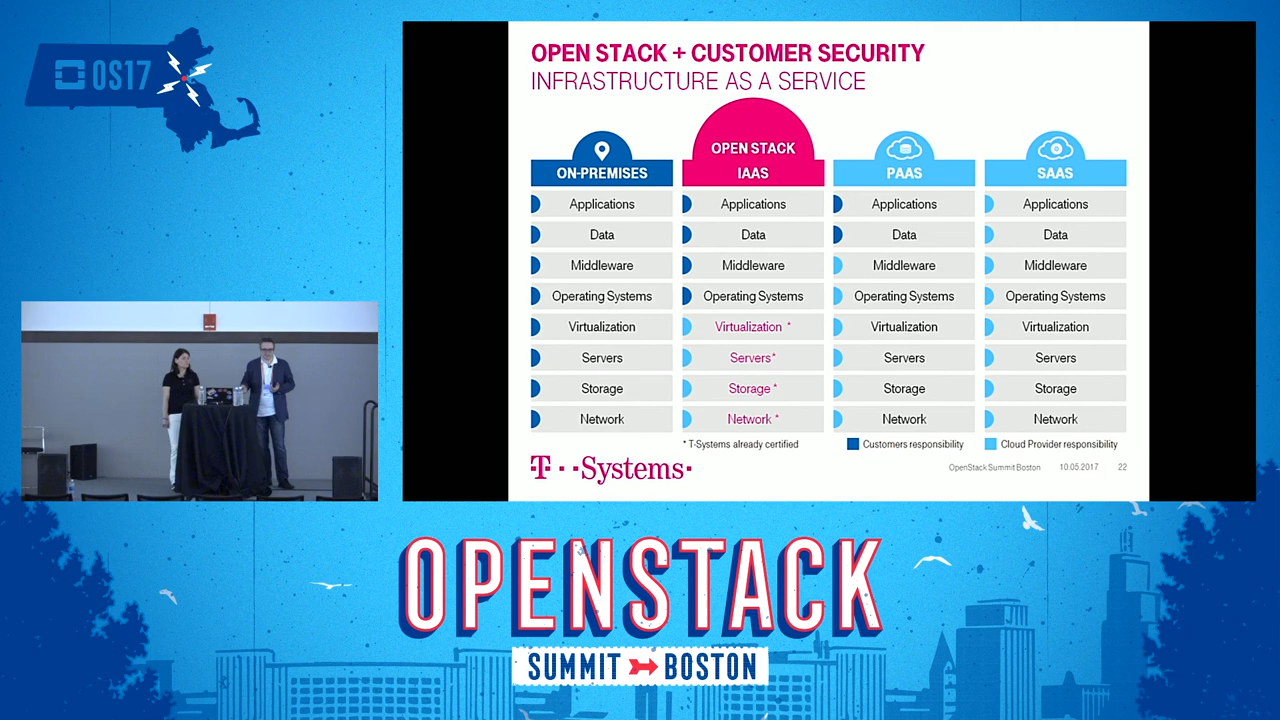 OS17
OPEN STACK + CUSTOMER SECURITY
INFRASTRUCTURE AS A SERVICE
ON-PREMISES
OPEN STACK
IAAS
PAAS
SAAS
Applications Applications Applications Applications
Data Data Data Data
Middleware Middleware Middleware Middleware
Operating Systems Operating Systems Operating Systems Operating Systems
Virtualization Virtualization * Virtualization Virtualization
Servers Servers* Servers Servers
Storage Storage * Storage Storage
Network Network * Network Network
* T-Systems already certified
Customers responsibility
Cloud Provider responsibility
T · · Systems ·
OpenStack Summit Boston 10.05.2017 22
OPENSTACK
SUMMIT BOSTON